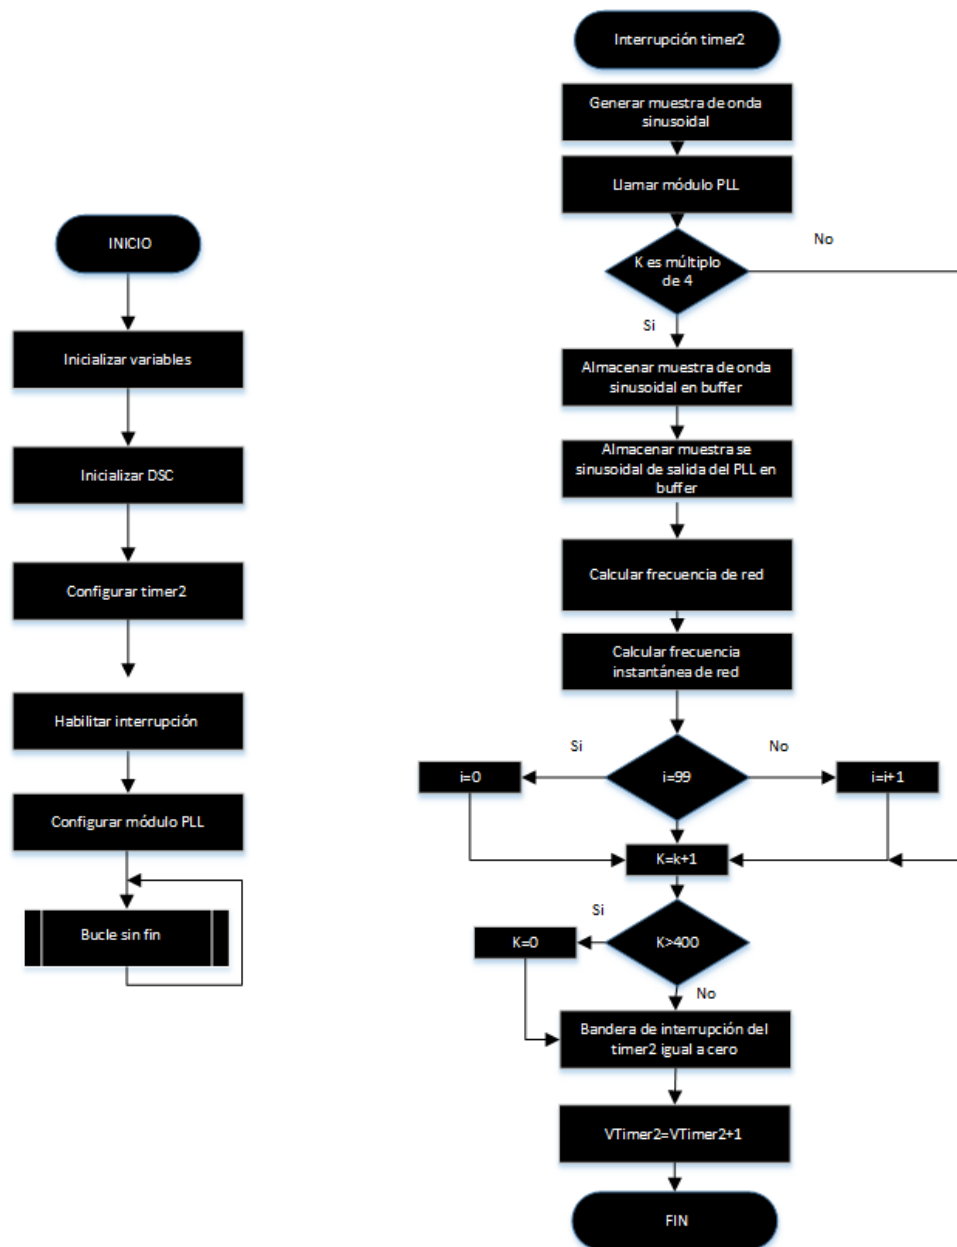 INICIO
Inicializar variables
Inicializar DSC
Configurar timer2
Habilitar interrupción
Configurar módulo PLL
Bucle sin fin
Interrupción timer2
Generar muestra de onda
sinusoidal
Llamar módulo PLL
K es múltiplo
de 4
No
Si
Almacenar muestra de onda
sinusoidal en buffer
Almacenar muestra se
sinusoidal de salida del PLL en
buffer
Calcular frecuencia de red
Calcular frecuencia
instantánea de red
Si
No
i=0
i=99
i=i+1
K=k+1
Si
K=0
K>400
No
Bandera de interrupción del
timer2 igual a cero
VTimer2=VTimer2+1
FIN